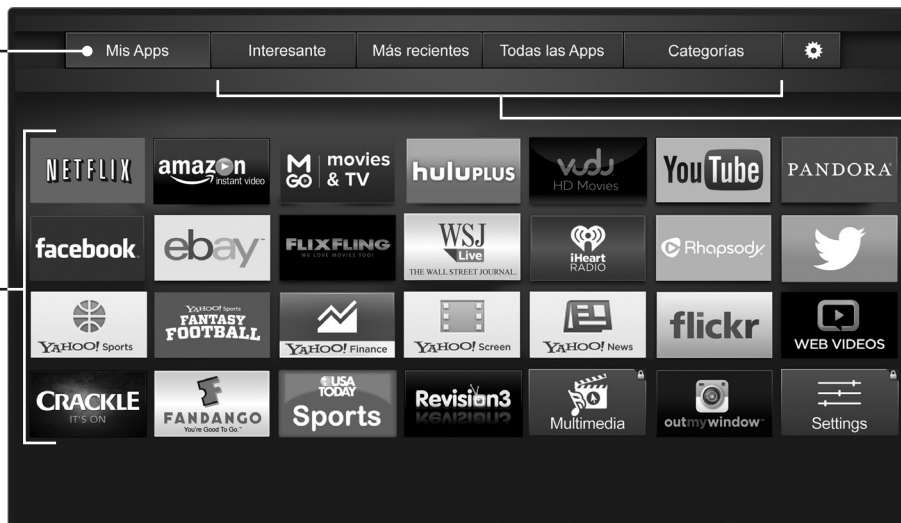 Mis Apps Interesante Más recientes Todas las Apps Categorías
NETFLIX
amazon
instant video
M GO movies & TV
huluPLUS
vudu
HD Movies
YouTube
PANDORA
facebook
ebay
FLIXFLING
WE LOVE MOVIES TOO!
WSJ
Live
THE WALL STREET JOURNAL.
iHeart
RADIO
Rhapsody
YAHOO! Sports
YAHOO! Sports
FANTASY
FOOTBALL
YAHOO! Finance
YAHOO! Screen
YAHOO! News
flickr
WEB VIDEOS
CRACKLE
IT'S ON
FANDANGO
You're Good To Go.
USA
TODAY
Sports
Revision3
Multimedia
outmywindow
Settings